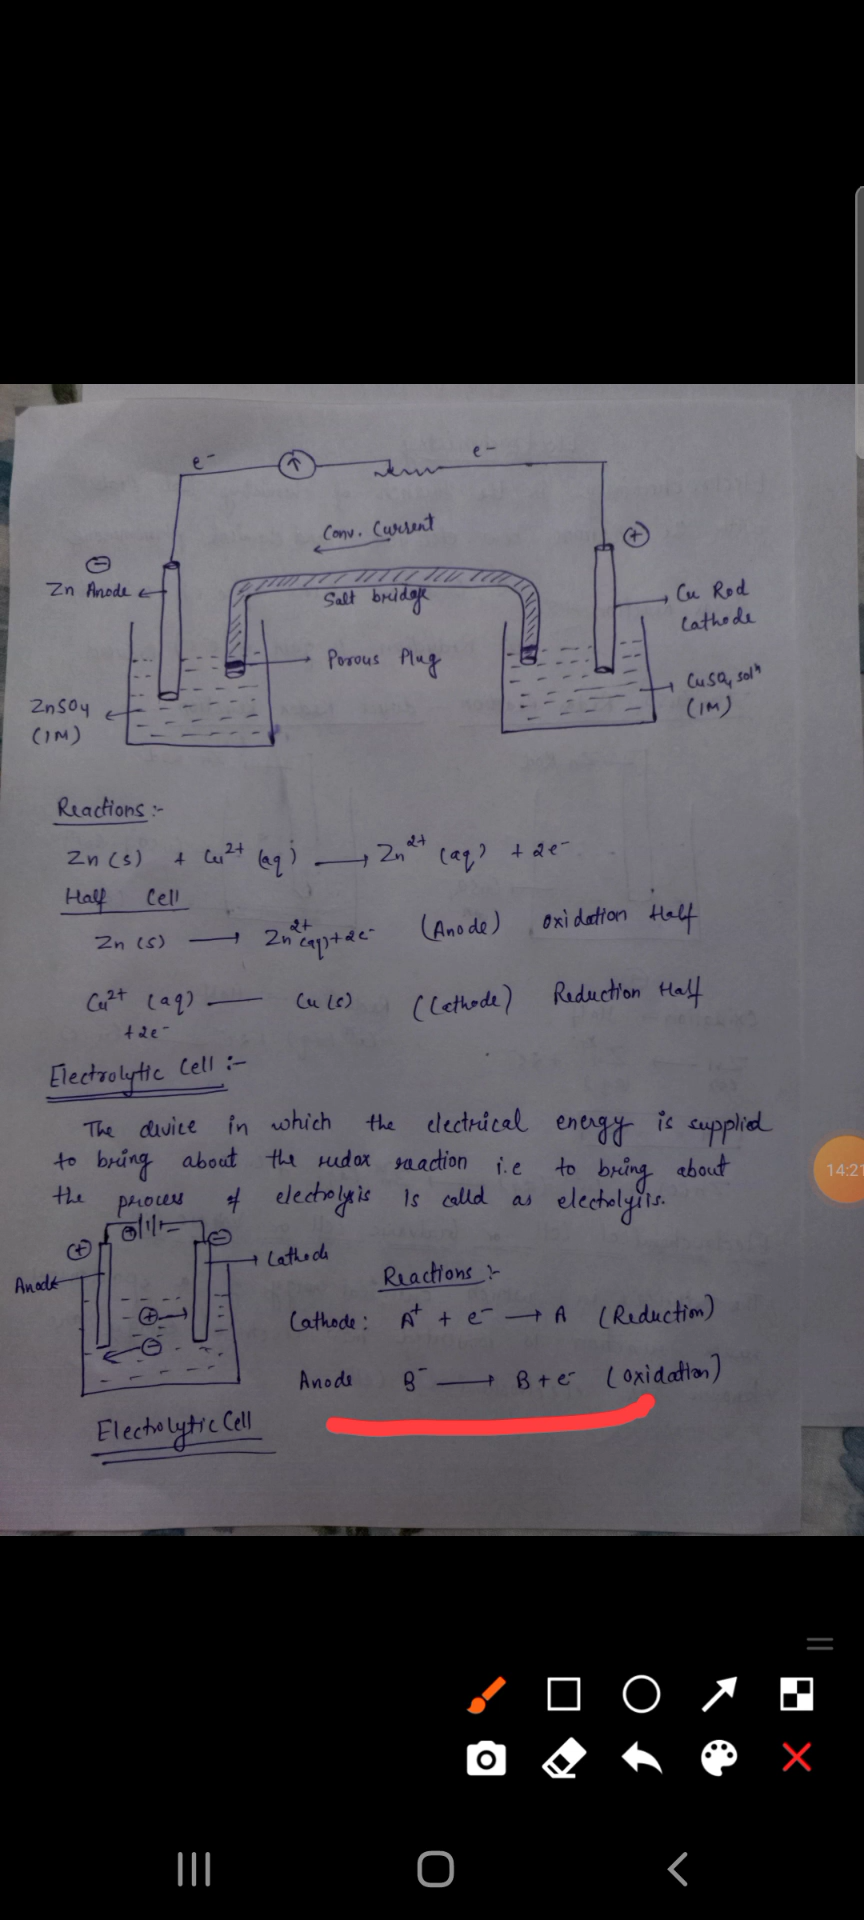 e-
e-
Conv. Current
Zn Anode
Salt bridge
Cu Rod
Cathode
Porous Plug
ZnSO4
(1M)
CuSO4 solⁿ
(1M)
Reactions :-
Zn (s) + Cu²⁺ (aq) → Zn²⁺ (aq) + 2e⁻
Half Cell
Zn (s) → Zn²⁺(aq)+2e⁻ (Anode) Oxidation Half
Cu²⁺ (aq) — Cu (s) (Cathode) Reduction Half
+2e⁻
Electrolytic Cell :-
The device in which the electrical energy is supplied
to bring about the redox reaction i.e to bring about
the process of electrolysis is called as electrolysis.
Anode
Cathode
Reactions :-
Cathode: A⁺ + e⁻ → A (Reduction)
Anode B⁻ → B + e⁻ (Oxidation)
Electrolytic Cell
14:21